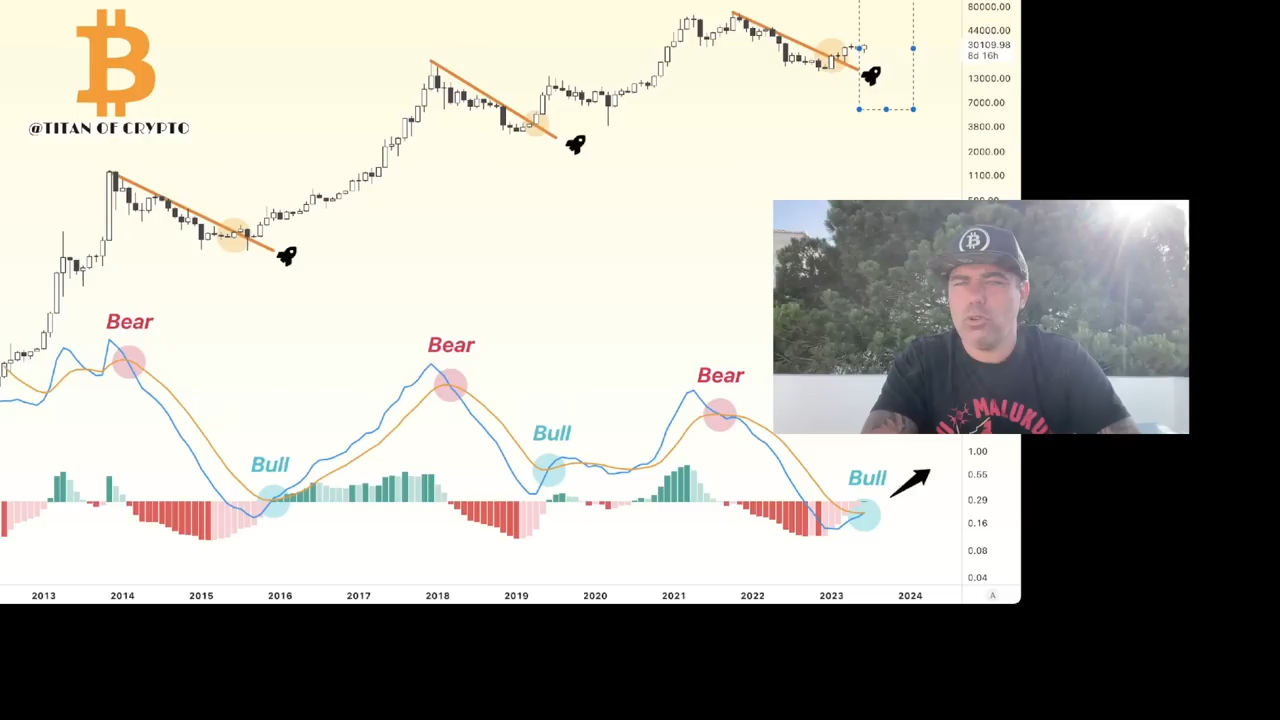 @TITAN OF CRYPTO
80000.00
44000.00
30109.98
8d 16h
13000.00
7000.00
3800.00
2000.00
1100.00
Bear
Bear
Bear
Bull
Bull
Bull
MALUKU
1.00
0.55
0.29
0.16
0.08
0.04
2013 2014 2015 2016 2017 2018 2019 2020 2021 2022 2023 2024
A